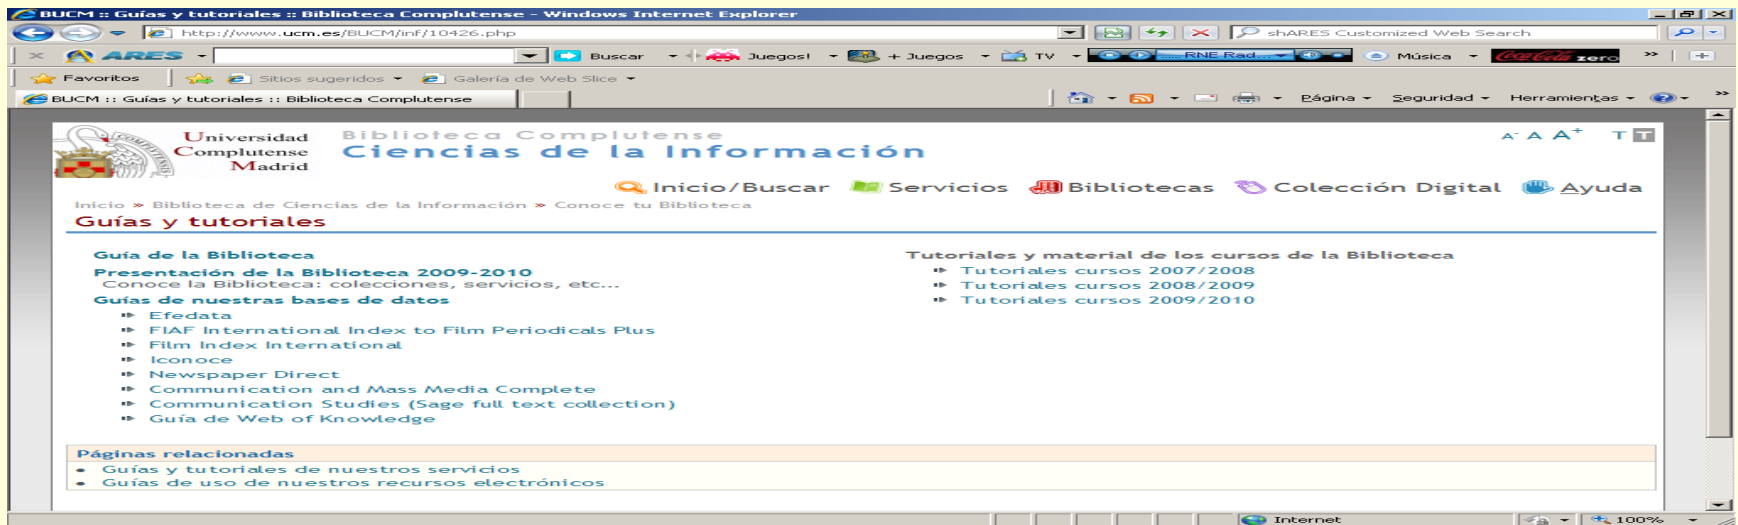 BUCM :: Guías y tutoriales :: Biblioteca Complutense - Windows Internet Explorer
http://www.ucm.es/BUCM/inf/10426.php
shARES Customized Web Search
ARES Buscar Juegos! + Juegos TV RNE Rad... Música Coca-Cola zero »
Favoritos Sitios sugeridos Galería de Web Slice
BUCM :: Guías y tutoriales :: Biblioteca Complutense Página Seguridad Herramientas »
Universidad
Complutense
Madrid
Biblioteca Complutense
Ciencias de la Información
A- A A+ T T
Inicio/Buscar Servicios Bibliotecas Colección Digital Ayuda
Inicio » Biblioteca de Ciencias de la Información » Conoce tu Biblioteca
Guías y tutoriales
Guía de la Biblioteca
Presentación de la Biblioteca 2009-2010
Conoce la Biblioteca: colecciones, servicios, etc...
Guías de nuestras bases de datos
Efedata
FIAF International Index to Film Periodicals Plus
Film Index International
Iconoce
Newspaper Direct
Communication and Mass Media Complete
Communication Studies (Sage full text collection)
Guía de Web of Knowledge
Tutoriales y material de los cursos de la Biblioteca
Tutoriales cursos 2007/2008
Tutoriales cursos 2008/2009
Tutoriales cursos 2009/2010
Páginas relacionadas
• Guías y tutoriales de nuestros servicios
• Guías de uso de nuestros recursos electrónicos
Internet 100%